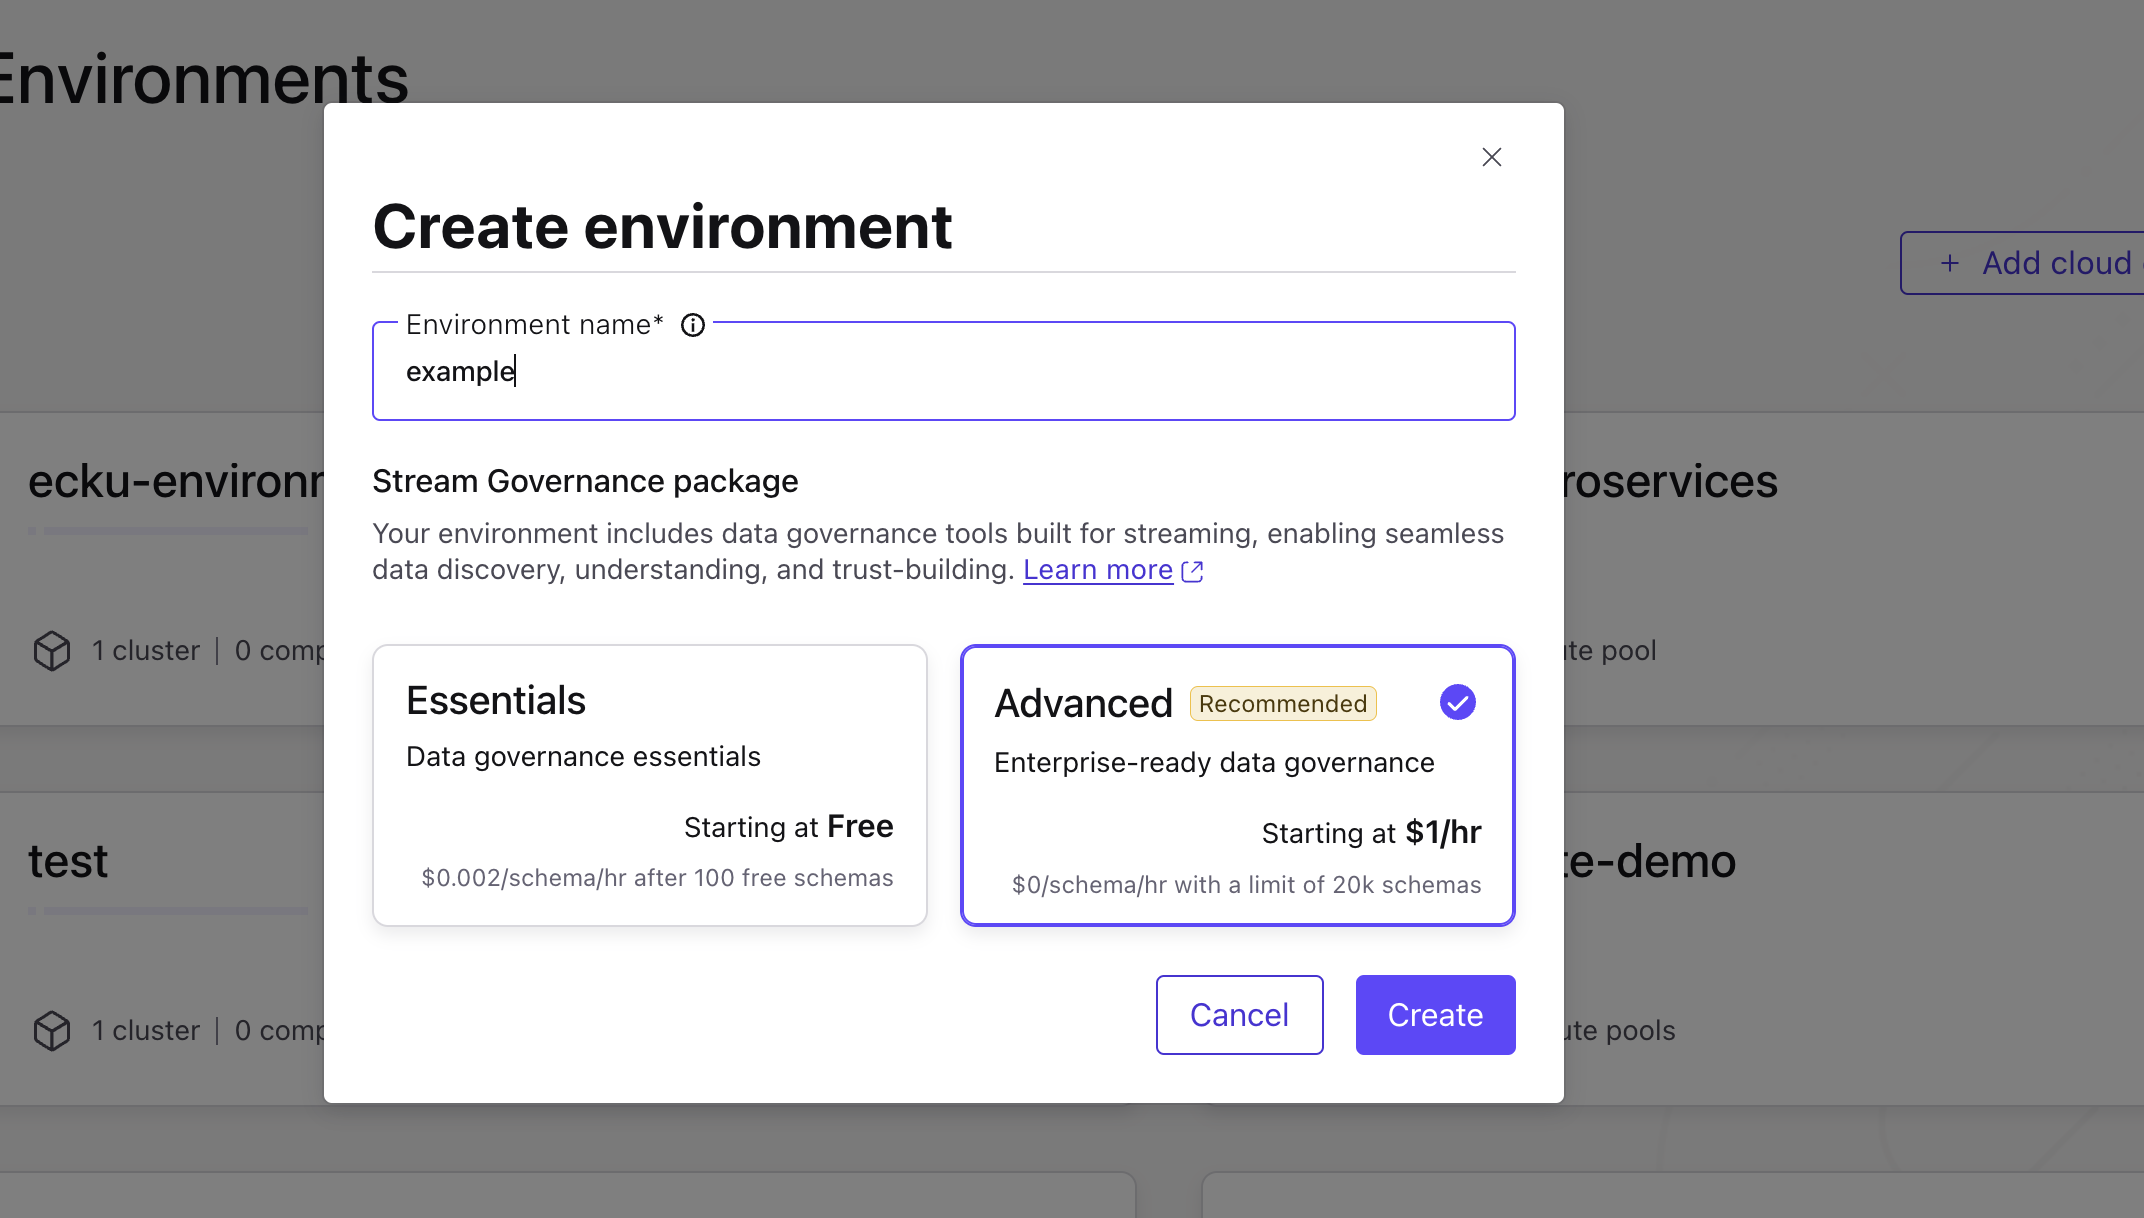 Environments
Create environment
+ Add cloud
Environment name*
example
ecku-environ
Stream Governance package
roservices
Your environment includes data governance tools built for streaming, enabling seamless
data discovery, understanding, and trust-building. Learn more
1 cluster | 0 comp
te pool
Essentials
Advanced Recommended
Data governance essentials
Enterprise-ready data governance
Starting at Free
Starting at $1/hr
$0.002/schema/hr after 100 free schemas
$0/schema/hr with a limit of 20k schemas
test
te-demo
Cancel
Create
1 cluster | 0 comp
ute pools